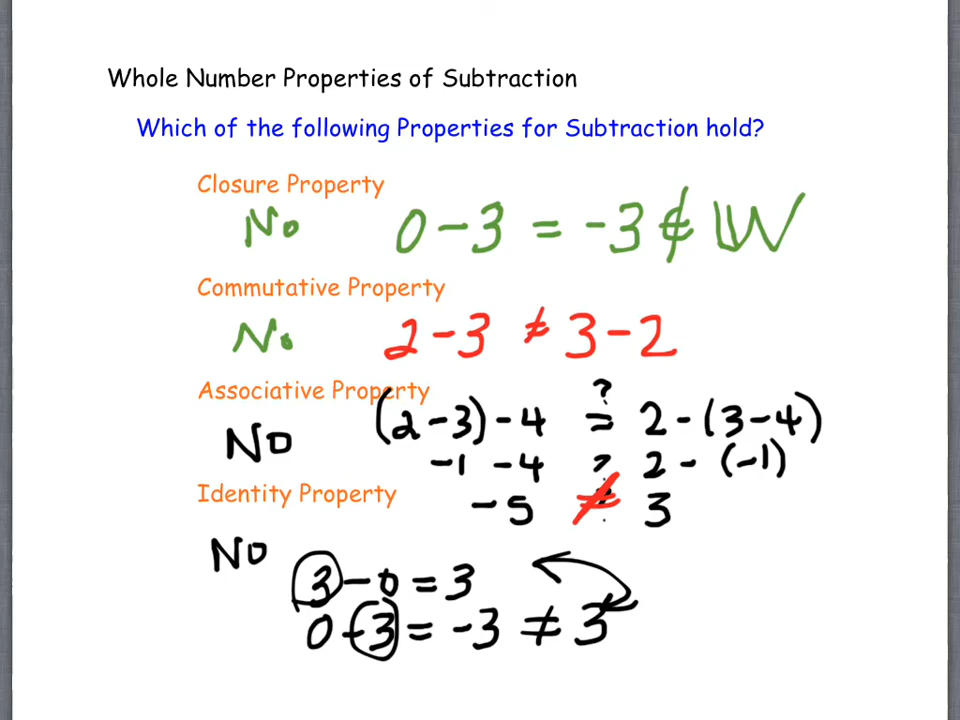 Whole Number Properties of Subtraction
Which of the following Properties for Subtraction hold?
Closure Property
No 0 - 3 = -3 ∉ W
Commutative Property
No 2 - 3 ≠ 3 - 2
Associative Property
No (2 - 3) - 4 ?= 2 - (3 - 4)
-1 - 4 ? 2 - (-1)
Identity Property
-5 ≠ 3
No
3 - 0 = 3
0 - 3 = -3 ≠ 3